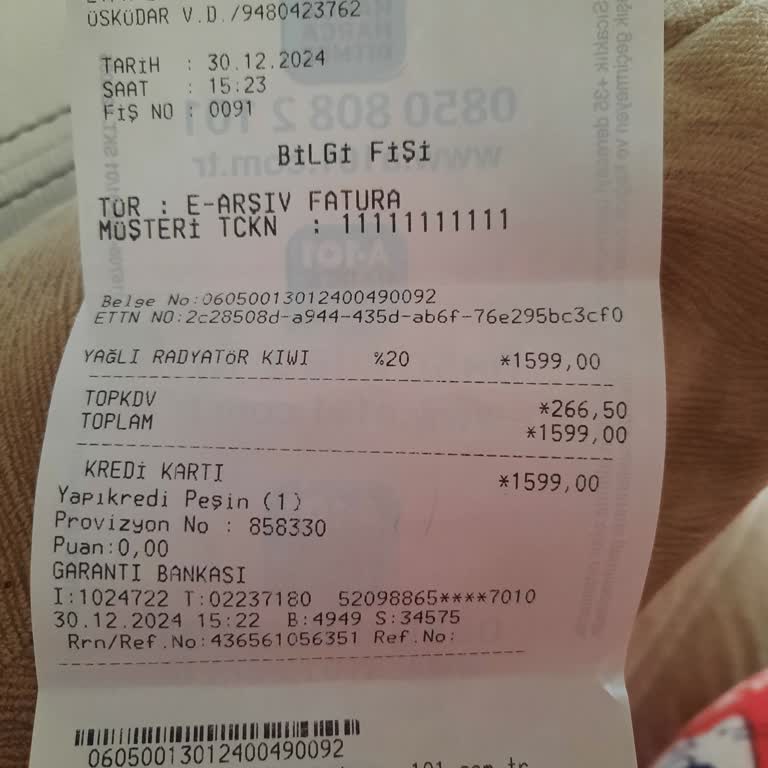 ÜSKÜDAR V.D./9480423762
TARİH : 30.12.2024
SAAT : 15:23
FİŞ NO : 0091
BİLGİ FİŞİ
TÜR : E-ARŞİV FATURA
MÜŞTERİ TCKN : 11111111111
Belge No:0605001301240049​0092
ETTN NO:2c28508d-a944-435d-ab6f-76e295bc3cf0
YAĞLI RADYATÖR KIWI %20 *1599,00
TOPKDV *266,50
TOPLAM *1599,00
KREDİ KARTI *1599,00
Yapıkredi Peşin (1)
Provizyon No : 858330
Puan:0,00
GARANTI BANKASI
I:1024722 T:02237180 52098865****7010
30.12.2024 15:22 B:4949 S:34575
Rrn/Ref.No:436561056351 Ref.No:
06050013012400490092